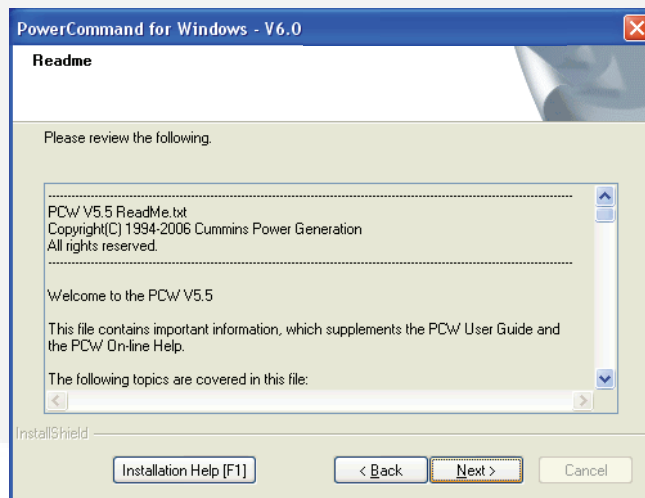 PowerCommand for Windows - V6.0
Readme
Please review the following.
PCW V5.5 ReadMe.txt
Copyright(C) 1994-2006 Cummins Power Generation
All rights reserved.
Welcome to the PCW V5.5
This file contains important information, which supplements the PCW User Guide and
the PCW On-line Help.
The following topics are covered in this file:
InstallShield
Installation Help [F1]
< Back
Next >
Cancel